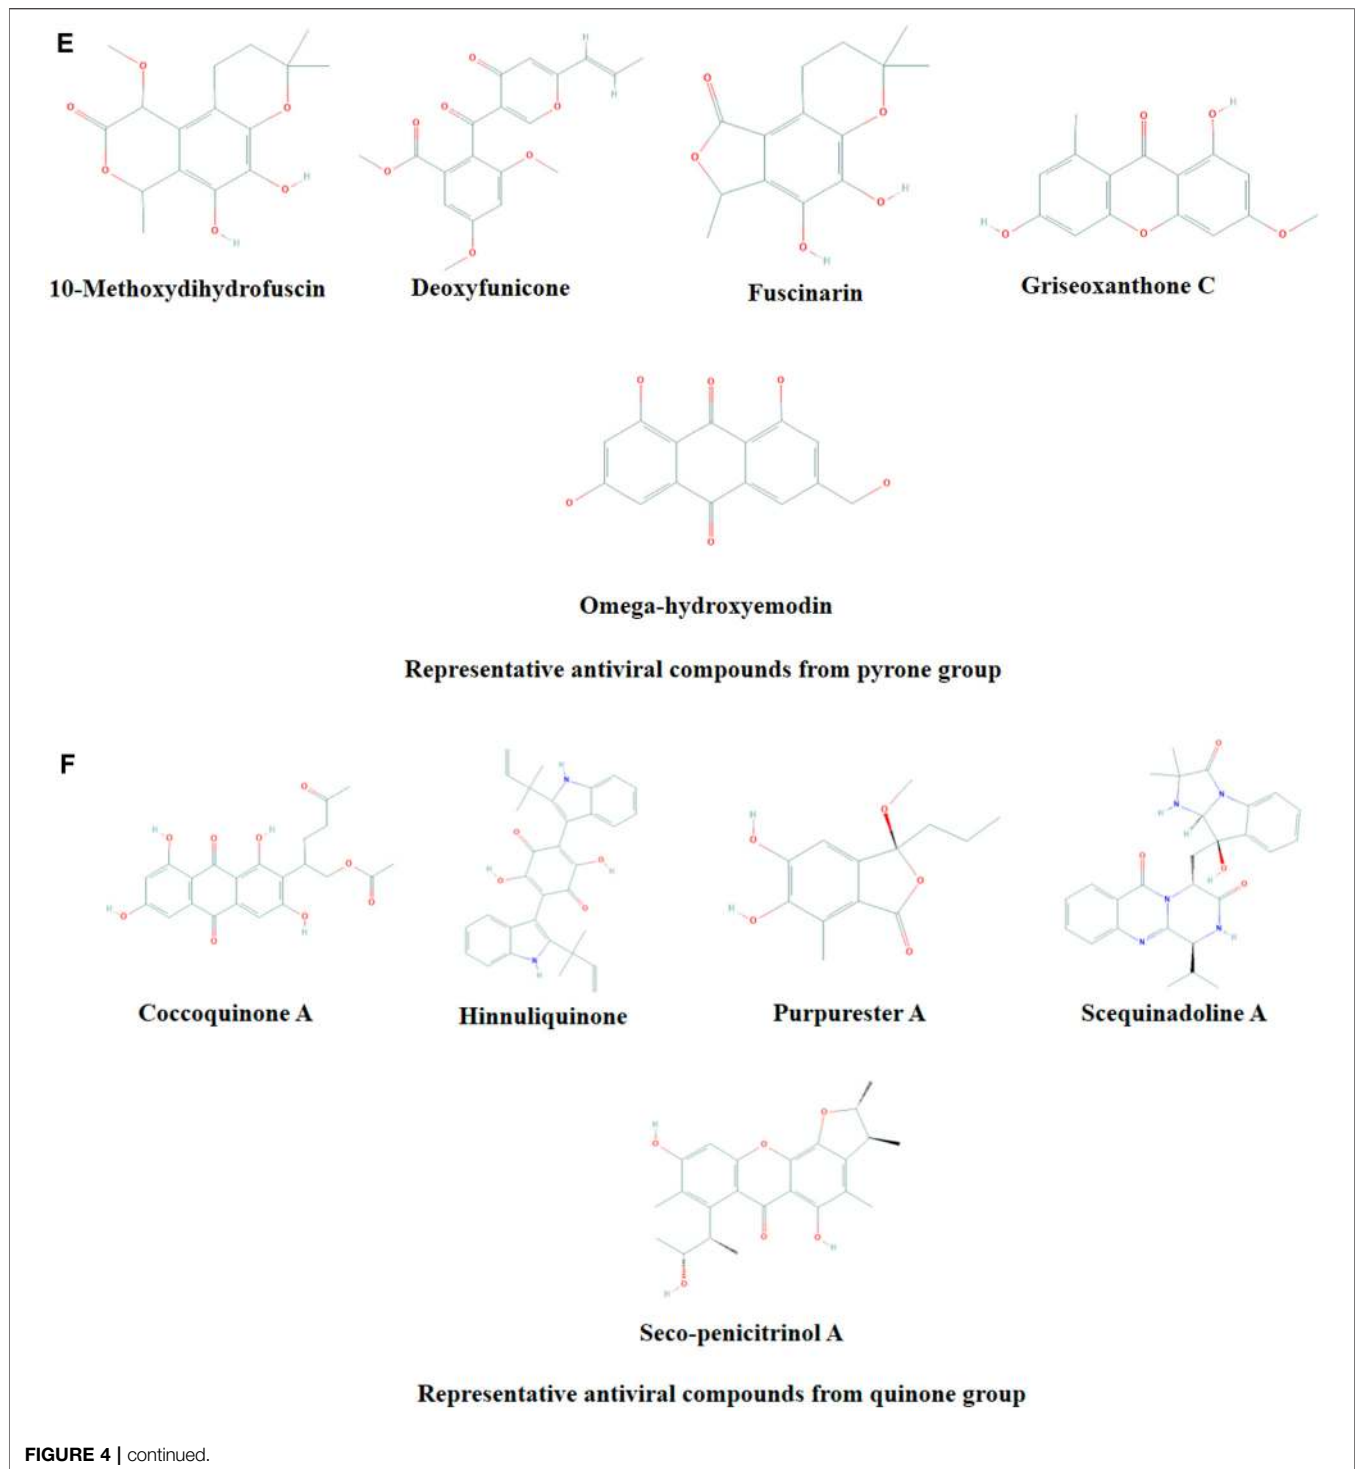 E
10-Methoxydihydrofuscin
Deoxyfunicone
Fuscinarin
Griseoxanthone C
Omega-hydroxyemodin
Representative antiviral compounds from pyrone group
F
Coccoquinone A
Hinnuliquinone
Purpurester A
Scequinadoline A
Seco-penicitrinol A
Representative antiviral compounds from quinone group
FIGURE 4 | continued.